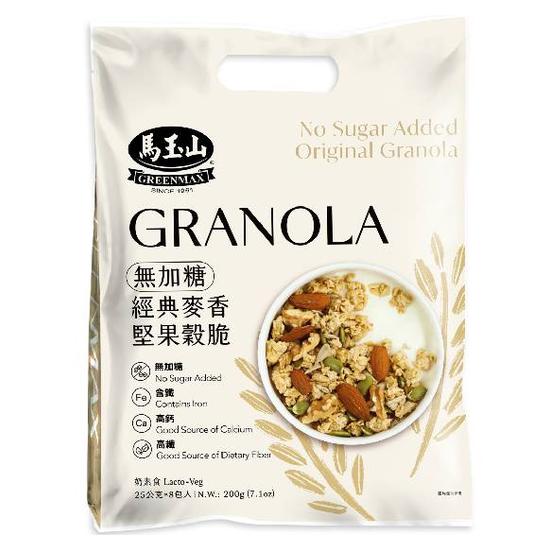 No Sugar Added
Original Granola
馬玉山
GREENMAX
®
SINCE 1951
GRANOLA
無加糖
經典麥香
堅果穀脆
無加糖
No Sugar Added
Fe
含鐵
Contains Iron
Ca
高鈣
Good Source of Calcium
高纖
Good Source of Dietary Fiber
奶素食 Lacto-Veg
25公克×8包入 | N.W.: 200g (7.1oz)